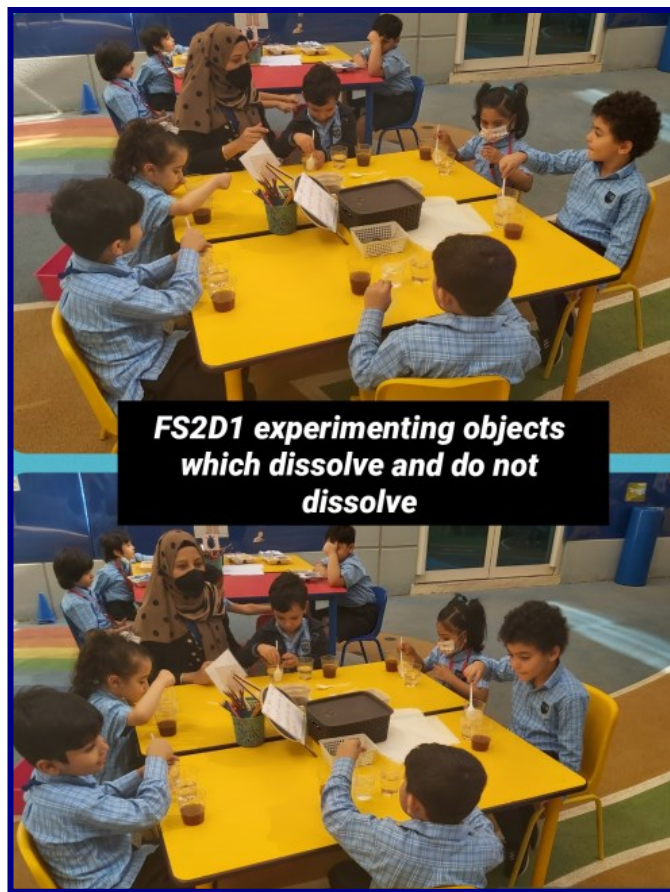 FS2D1 experimenting objects
which dissolve and do not
dissolve